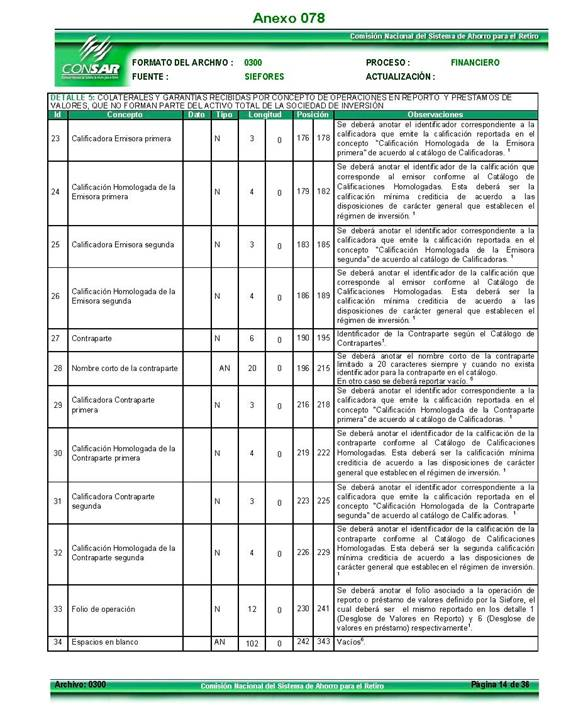 Anexo 078
Comisión Nacional del Sistema de Ahorro para el Retiro
CONSAR
FORMATO DEL ARCHIVO : 0300 PROCESO : FINANCIERO
FUENTE : SIEFORES ACTUALIZACIÓN :
DETALLE 5: COLATERALES Y GARANTIAS RECIBIDAS POR CONCEPTO DE OPERACIONES EN REPORTO Y PRESTAMOS DE
VALORES, QUE NO FORMAN PARTE DEL ACTIVO TOTAL DE LA SOCIEDAD DE INVERSIÓN
Id Concepto Dato Tipo Longitud Posición Observaciones
23 Calificadora Emisora primera N 3 0 176 178 Se deberá anotar el identificador correspondiente a la
calificadora que emite la calificación reportada en el
concepto "Calificación Homologada de la Emisora
primera" de acuerdo al catálogo de Calificadoras. 1
24 Calificación Homologada de la
Emisora primera N 4 0 179 182 Se deberá anotar el identificador de la calificación que
corresponde al emisor conforme al Catálogo de
Calificaciones Homologadas. Esta deberá ser la
calificación mínima crediticia de acuerdo a las
disposiciones de carácter general que establecen el
régimen de inversión. 1
25 Calificadora Emisora segunda N 3 0 183 185 Se deberá anotar el identificador correspondiente a la
calificadora que emite la calificación reportada en el
concepto "Calificación Homologada de la Emisora
segunda" de acuerdo al catálogo de Calificadoras. 1
26 Calificación Homologada de la
Emisora segunda N 4 0 186 189 Se deberá anotar el identificador de la calificación que
corresponde al emisor conforme al Catálogo de
Calificaciones Homologadas. Esta deberá ser la
calificación mínima crediticia de acuerdo a las
disposiciones de carácter general que establecen el
régimen de inversión. 1
27 Contraparte N 6 0 190 195 Identificador de la Contraparte según el Catálogo de
Contrapartes1.
28 Nombre corto de la contraparte AN 20 0 196 215 Se deberá anotar el nombre corto de la contraparte
limitado a 20 caracteres siempre y cuando no exista
identificador para la contraparte en el catálogo.
En otro caso se deberá reportar vacío. 6
29 Calificadora Contraparte
primera N 3 0 216 218 Se deberá anotar el identificador correspondiente a la
calificadora que emite la calificación reportada en el
concepto "Calificación Homologada de la Contraparte
primera" de acuerdo al catálogo de Calificadoras. 1
30 Calificación Homologada de la
Contraparte primera N 4 0 219 222 Se deberá anotar el identificador de la calificación de la
contraparte conforme al Catálogo de Calificaciones
Homologadas. Esta deberá ser la calificación mínima
crediticia de acuerdo a las disposiciones de carácter
general que establecen el régimen de inversión. 1
31 Calificadora Contraparte
segunda N 3 0 223 225 Se deberá anotar el identificador correspondiente a la
calificadora que emite la calificación reportada en el
concepto "Calificación Homologada de la Contraparte
segunda" de acuerdo al catálogo de Calificadoras. 1
32 Calificación Homologada de la
Contraparte segunda N 4 0 226 229 Se deberá anotar el identificador de la calificación de la
contraparte conforme al Catálogo de Calificaciones
Homologadas. Esta deberá ser la segunda calificación
mínima crediticia de acuerdo a las disposiciones de
carácter general que establecen el régimen de inversión.
1
33 Folio de operación N 12 0 230 241 Se deberá anotar el folio asociado a la operación de
reporto o préstamo de valores definido por la Siefore, el
cual deberá ser el mismo reportado en los detalle 1
(Desglose de Valores en Reporto) y 6 (Desglose de
valores en préstamo) respectivamente1.
34 Espacios en blanco AN 102 0 242 343 Vacíos6.
Archivo: 0300 Comisión Nacional del Sistema de Ahorro para el Retiro Página 14 de 36